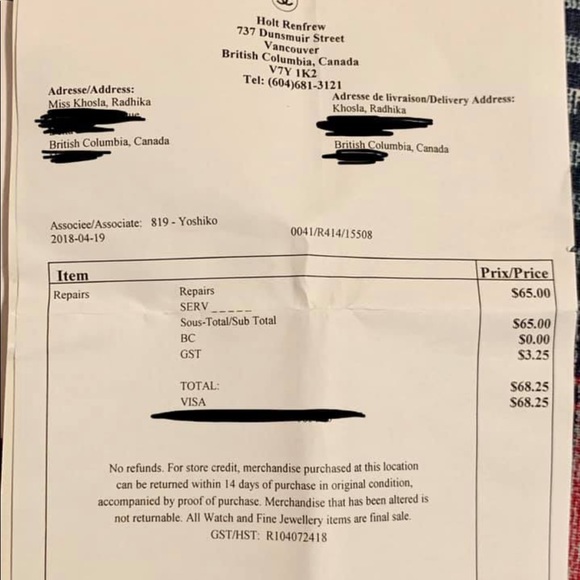 Holt Renfrew
737 Dunsmuir Street
Vancouver
British Columbia, Canada
V7Y 1K2
Tel: (604)681-3121
Adresse/Address:
Miss Khosla, Radhika
British Columbia, Canada
Adresse de livraison/Delivery Address:
Khosla, Radhika
British Columbia, Canada
Associee/Associate: 819 - Yoshiko
2018-04-19
0041/R414/15508
Item Prix/Price
Repairs Repairs $65.00
SERV _ _ _ _ _
Sous-Total/Sub Total $65.00
BC $0.00
GST $3.25
TOTAL: $68.25
VISA $68.25
No refunds. For store credit, merchandise purchased at this location
can be returned within 14 days of purchase in original condition,
accompanied by proof of purchase. Merchandise that has been altered is
not returnable. All Watch and Fine Jewellery items are final sale.
GST/HST: R104072418